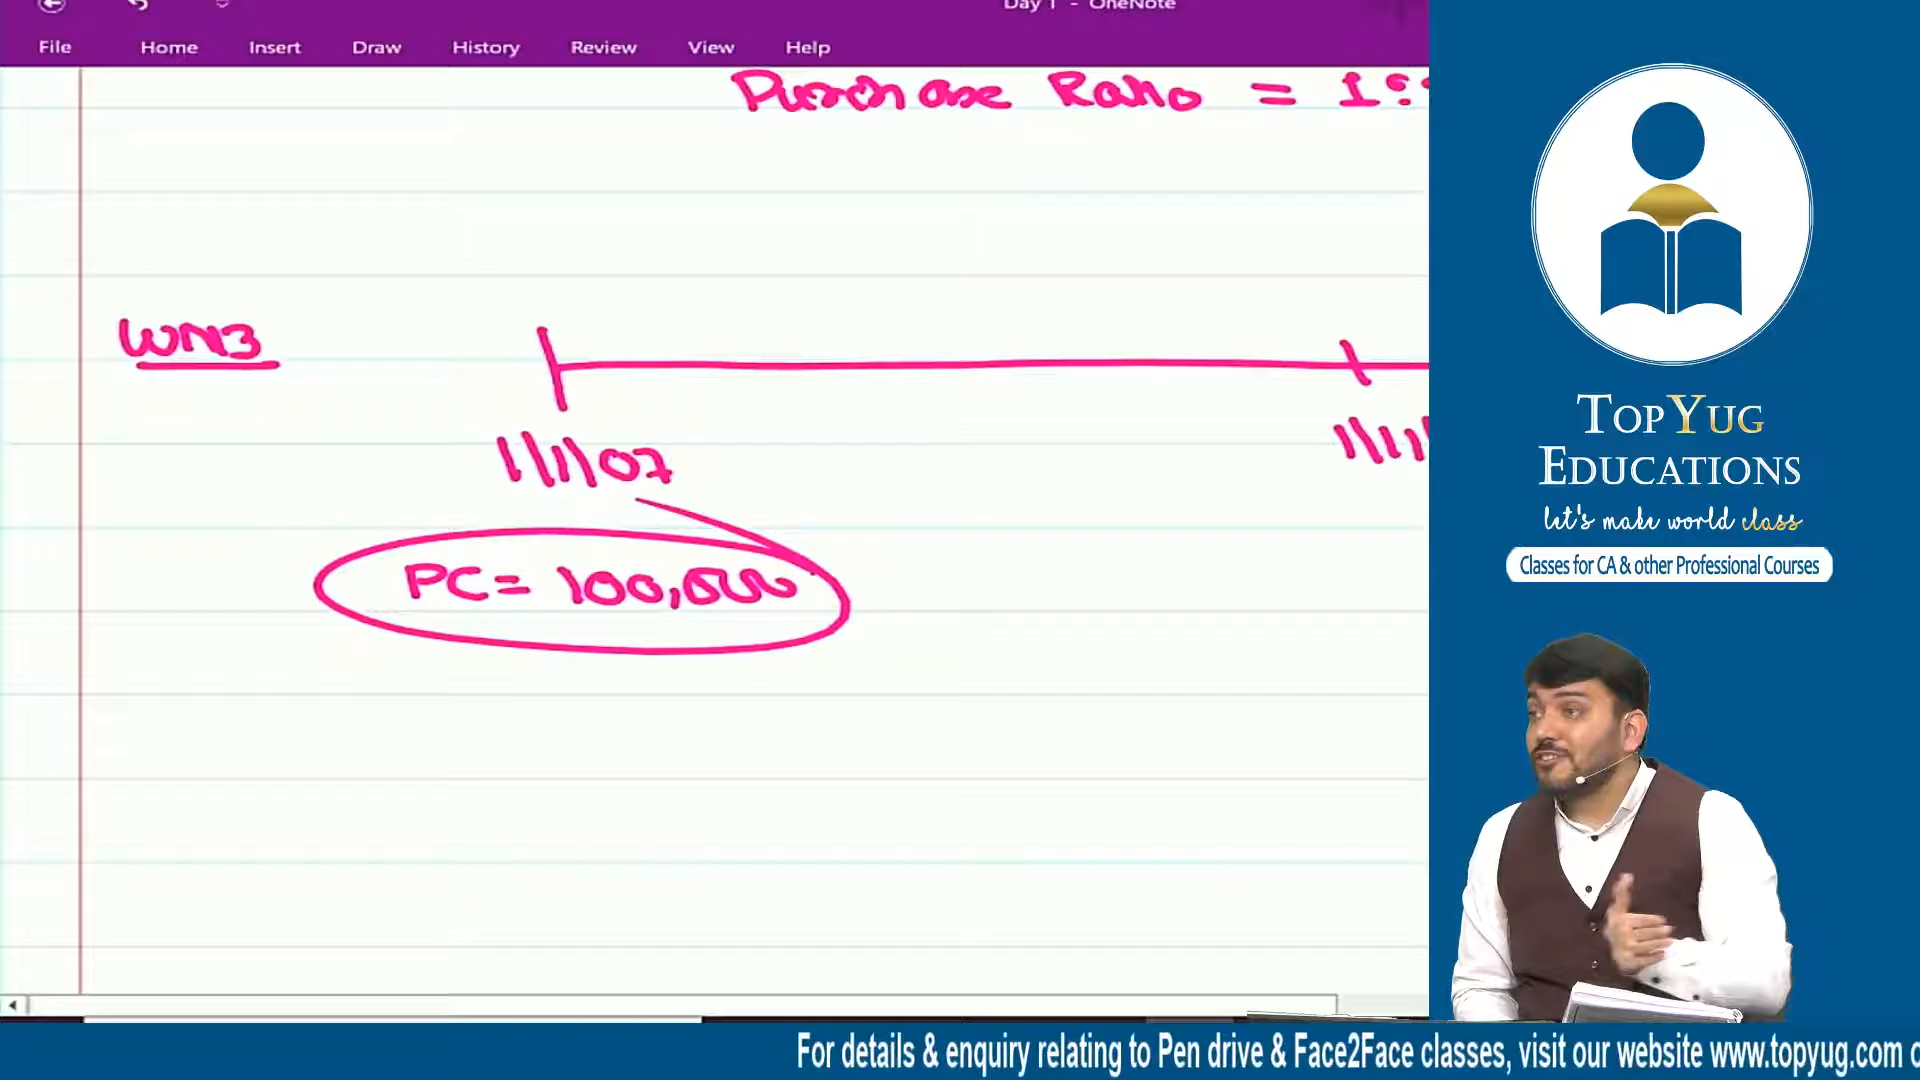 Day 1 - OneNote
File Home Insert Draw History Review View Help
Purchase Ratio = 1::
WN3
1/1/07
1/1/
PC = 100,000
TOPYUG
EDUCATIONS
let's make world class
Classes for CA & other Professional Courses
For details & enquiry relating to Pen drive & Face2Face classes, visit our website www.topyug.com